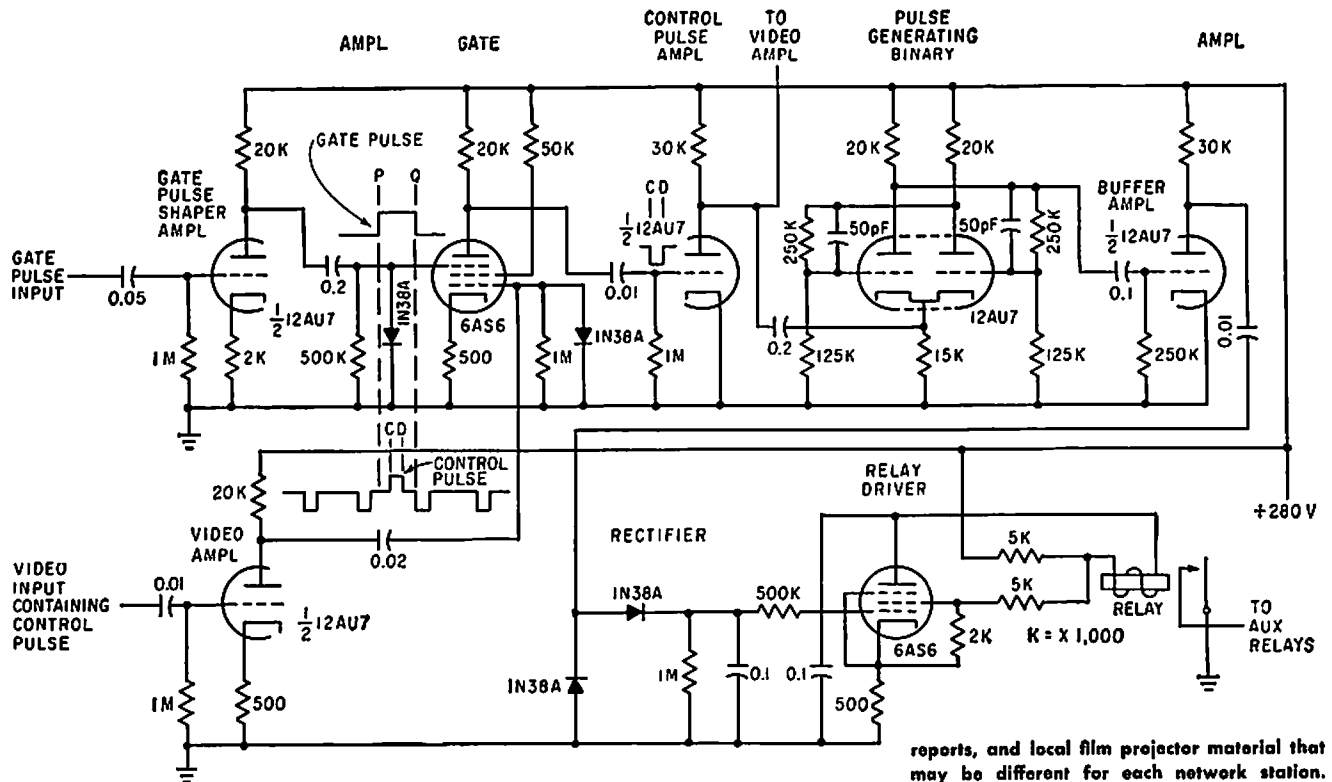 AMPL
GATE
CONTROL
PULSE
AMPL
TO
VIDEO
AMPL
PULSE
GENERATING
BINARY
AMPL
20K
GATE PULSE
P Q
20K
50K
30K
20K
20K
30K
GATE
PULSE
SHAPER
AMPL
C D
1/2 12AU7
250K
50pF
50pF
250K
BUFFER
AMPL
1/2 12AU7
GATE
PULSE
INPUT
0.05
0.2
1N38A
0.01
0.1
0.01
1/2 12AU7
6AS6
1N38A
12AU7
0.2
1M
2K
500K
500
1M
1M
125K
15K
125K
250K
C D
CONTROL
PULSE
20K
VIDEO
AMPL
0.02
RECTIFIER
RELAY
DRIVER
+280 V
VIDEO
INPUT
CONTAINING
CONTROL
PULSE
0.01
1/2 12AU7
1N38A
500K
5K
5K
RELAY
TO
AUX
RELAYS
K = X 1,000
6AS6
2K
1M
500
1N38A
1M
0.1
0.1
500
reports, and local film projector material that
may be different for each network station.